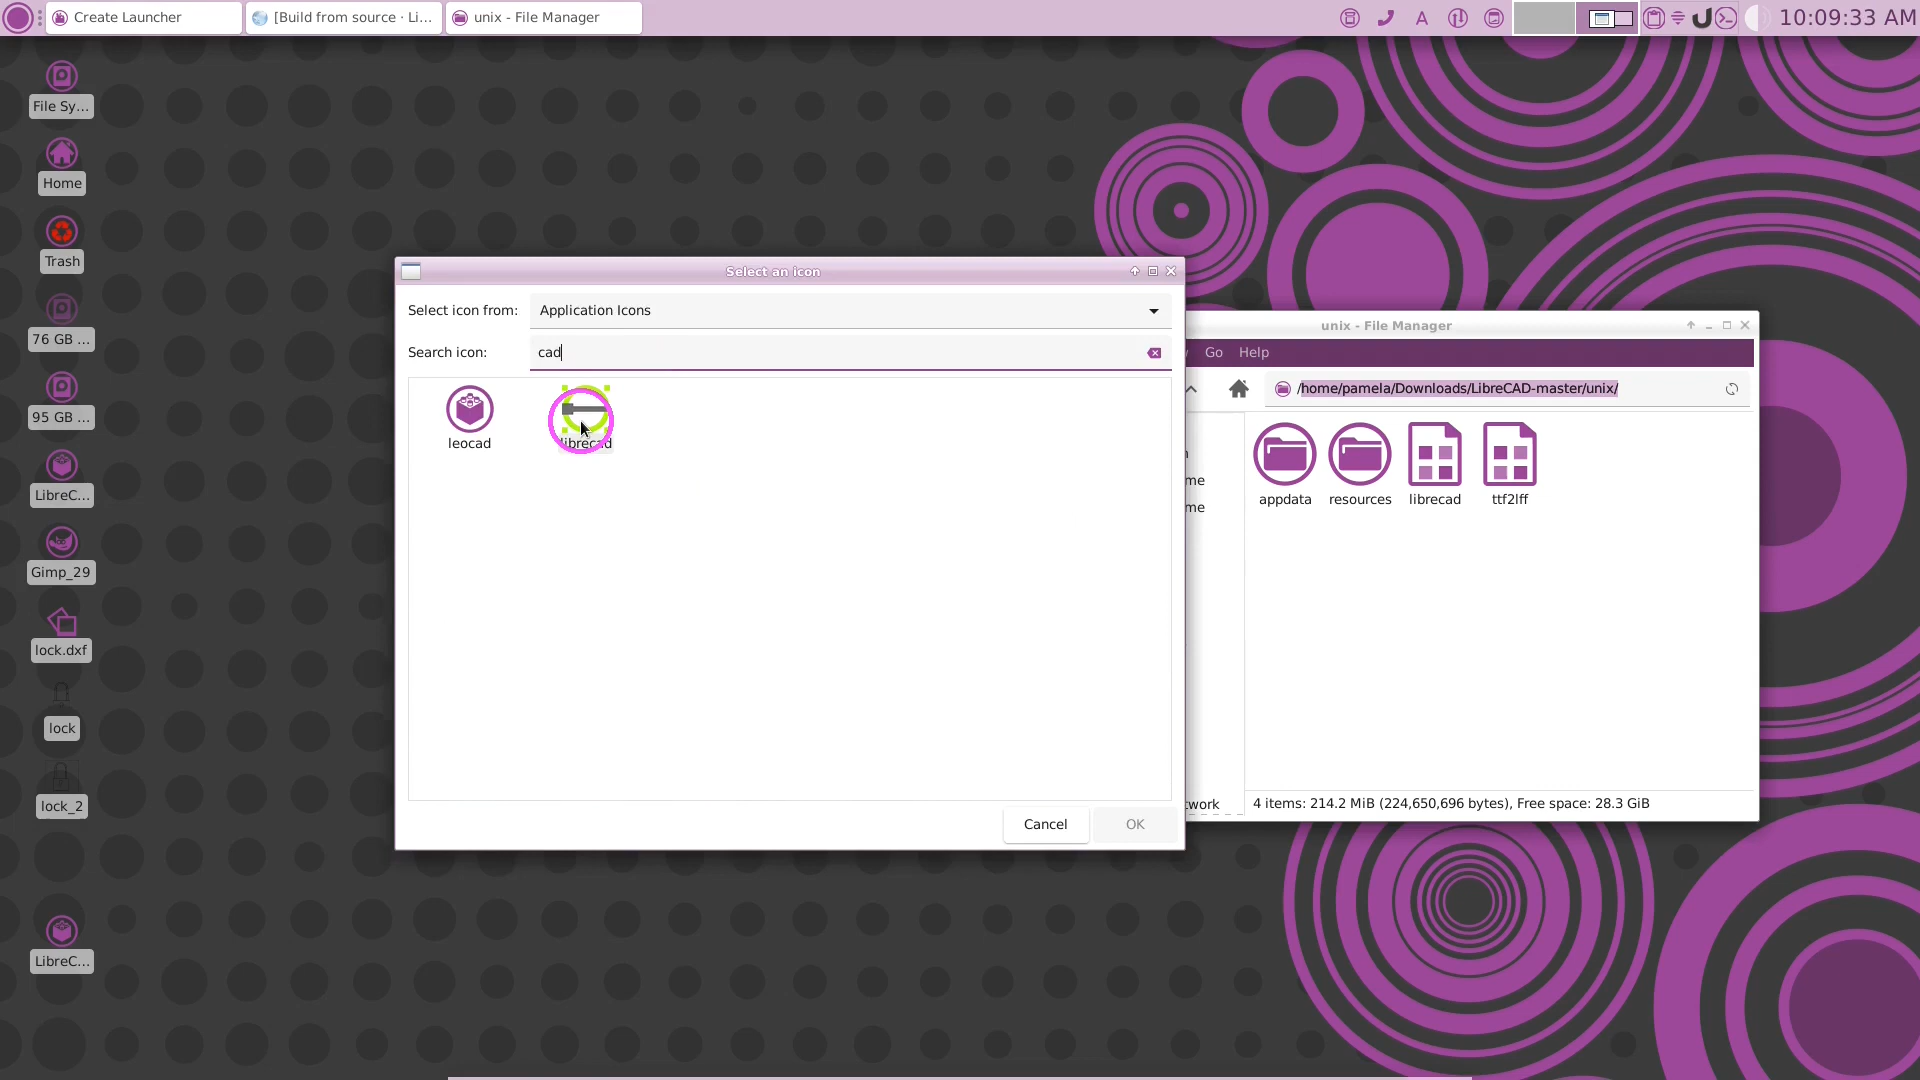 Create Launcher
[Build from source · Li...
unix - File Manager
A
10:09:33 AM
File Sy...
Home
Trash
76 GB ...
95 GB ...
LibreC...
Gimp_29
lock.dxf
lock
lock_2
LibreC...
Select an icon
Select icon from:
Application Icons
Search icon:
cad
leocad
librecad
Cancel
OK
unix - File Manager
Go
Help
/home/pamela/Downloads/LibreCAD-master/unix/
me
me
appdata
resources
librecad
ttf2lff
twork
4 items: 214.2 MiB (224,650,696 bytes), Free space: 28.3 GiB